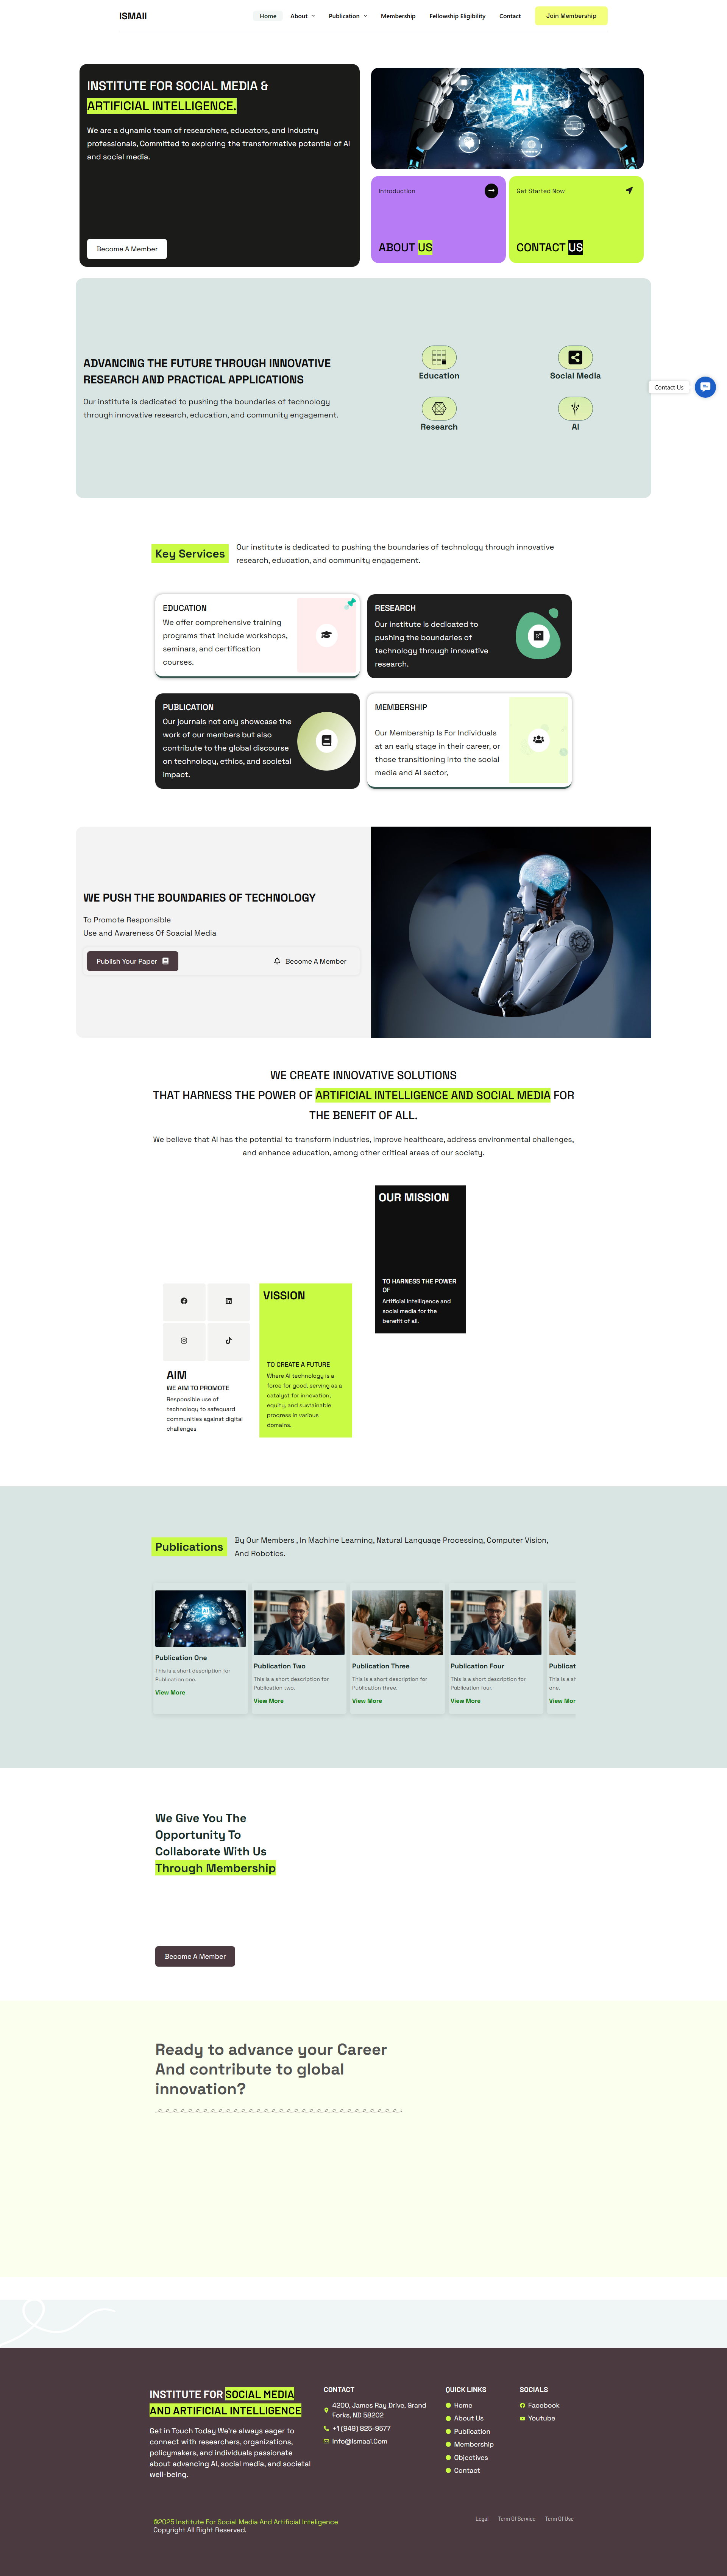 ISMAII
Home About Publication Membership Fellowship Eligibility Contact Join Membership
INSTITUTE FOR SOCIAL MEDIA &
ARTIFICIAL INTELLIGENCE.
We are a dynamic team of researchers, educators, and industry
professionals, Committed to exploring the transformative potential of AI
and social media.
Become A Member
AI
Introduction
ABOUT US
Get Started Now
CONTACT US
ADVANCING THE FUTURE THROUGH INNOVATIVE
RESEARCH AND PRACTICAL APPLICATIONS
Our institute is dedicated to pushing the boundaries of technology
through innovative research, education, and community engagement.
Education
Social Media
Research
AI
Contact Us
Key Services
Our institute is dedicated to pushing the boundaries of technology through innovative
research, education, and community engagement.
EDUCATION
We offer comprehensive training
programs that include workshops,
seminars, and certification
courses.
RESEARCH
Our institute is dedicated to
pushing the boundaries of
technology through innovative
research.
PUBLICATION
Our journals not only showcase the
work of our members but also
contribute to the global discourse
on technology, ethics, and societal
impact.
MEMBERSHIP
Our Membership Is For Individuals
at an early stage in their career, or
those transitioning into the social
media and AI sector,
WE PUSH THE BOUNDARIES OF TECHNOLOGY
To Promote Responsible
Use and Awareness Of Soacial Media
Publish Your Paper
Become A Member
WE CREATE INNOVATIVE SOLUTIONS
THAT HARNESS THE POWER OF ARTIFICIAL INTELLIGENCE AND SOCIAL MEDIA FOR
THE BENEFIT OF ALL.
We believe that AI has the potential to transform industries, improve healthcare, address environmental challenges,
and enhance education, among other critical areas of our society.
OUR MISSION
TO HARNESS THE POWER
OF
Artificial Intelligence and
social media for the
benefit of all.
AIM
WE AIM TO PROMOTE
Responsible use of
technology to safeguard
communities against digital
challenges
VISSION
TO CREATE A FUTURE
Where AI technology is a
force for good, serving as a
catalyst for innovation,
equity, and sustainable
progress in various
domains.
Publications
By Our Members , In Machine Learning, Natural Language Processing, Computer Vision,
And Robotics.
AI
Publication One
This is a short description for
Publication one.
View More
Publication Two
This is a short description for
Publication two.
View More
Publication Three
This is a short description for
Publication three.
View More
Publication Four
This is a short description for
Publication four.
View More
Publicat
This is a st
one.
View Mor
We Give You The
Opportunity To
Collaborate With Us
Through Membership
Become A Member
Ready to advance your Career
And contribute to global
innovation?
INSTITUTE FOR SOCIAL MEDIA
AND ARTIFICIAL INTELLIGENCE
Get in Touch Today We're always eager to
connect with researchers, organizations,
policymakers, and individuals passionate
about advancing AI, social media, and societal
well-being.
CONTACT
4200, James Ray Drive, Grand
Forks, ND 58202
+1 (949) 825-9577
Info@Ismaai.Com
QUICK LINKS
Home
About Us
Publication
Membership
Objectives
Contact
SOCIALS
Facebook
Youtube
©2025 Institute For Social Media And Artificial Inteligence
Copyright All Right Reserved.
Legal Term Of Service Term Of Use